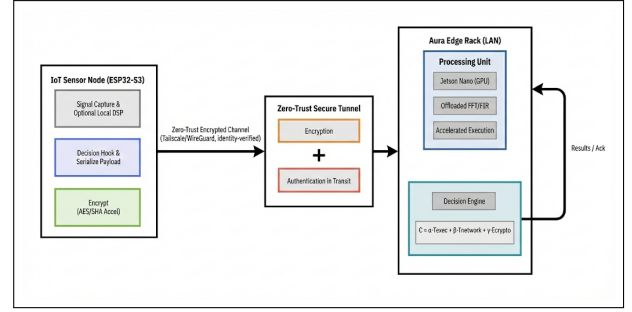 IoT Sensor Node (ESP32-S3)
Signal Capture &
Optional Local DSP
Decision Hook &
Serialize Payload
Encrypt
(AES/SHA Accel)
Zero-Trust Encrypted Channel
(Tailscale/WireGuard, identity-verified)
Zero-Trust Secure Tunnel
Encryption
+
Authentication in Transit
Aura Edge Rack (LAN)
Processing Unit
Jetson Nano (GPU)
Offloaded FFT/FIR
Accelerated Execution
Decision Engine
C = α·Texec + β·Tnetwork + γ·Ecrypto
Results / Ack